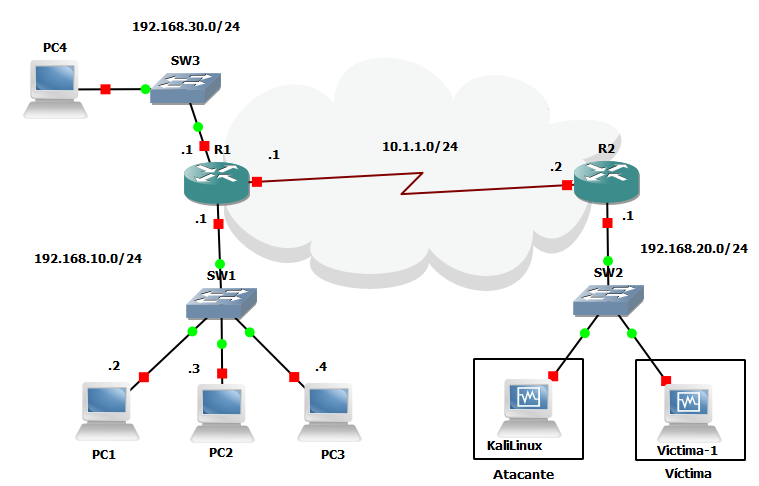 192.168.30.0/24
PC4
SW3
.1
R1
.1
10.1.1.0/24
R2
.2
.1
.1
192.168.10.0/24
192.168.20.0/24
SW1
SW2
.2
.3
.4
KaliLinux
Victima-1
PC1
PC2
PC3
Atacante
Víctima